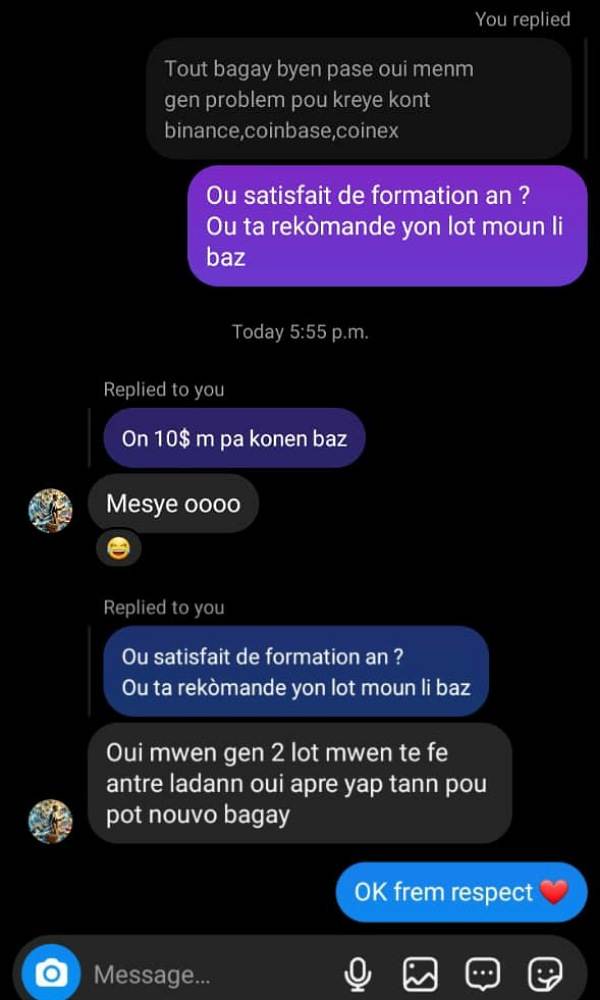 You replied
Tout bagay byen pase oui menm
gen problem pou kreye kont
binance,coinbase,coinex
Ou satisfait de formation an ?
Ou ta rekòmande yon lot moun li
baz
Today 5:55 p.m.
Replied to you
On 10$ m pa konen baz
Mesye oooo
😂
Replied to you
Ou satisfait de formation an ?
Ou ta rekòmande yon lot moun li baz
Oui mwen gen 2 lot mwen te fe
antre ladann oui apre yap tann pou
pot nouvo bagay
OK frem respect ❤️
Message...